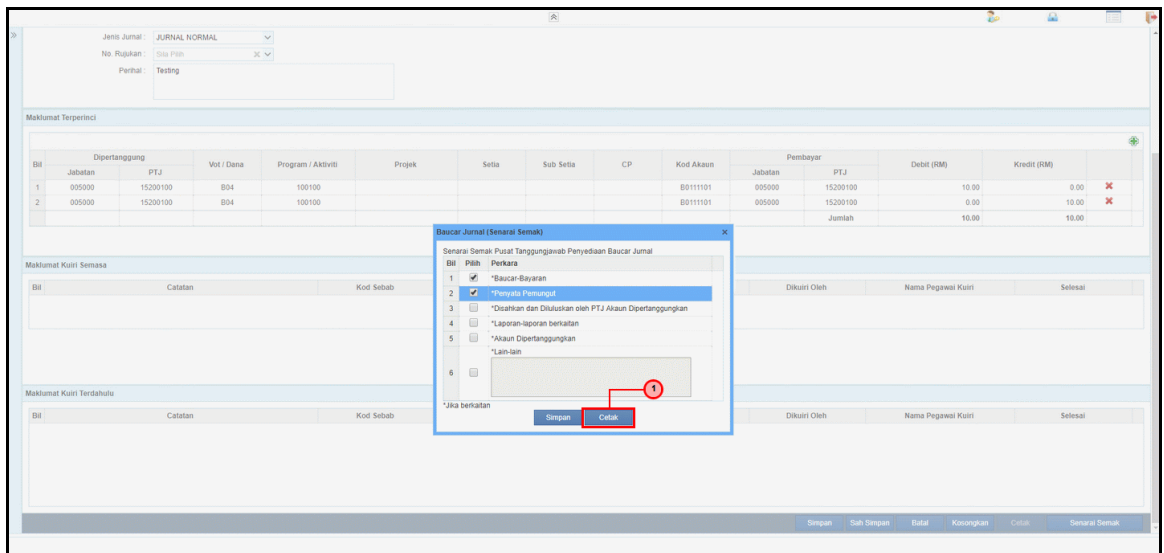 Jenis Jurnal : JURNAL NORMAL
No. Rujukan : Sila Pilih
Perihal : Testing
Maklumat Terperinci
Bil Dipertanggung Vot / Dana Program / Aktiviti Projek Setia Sub Setia CP Kod Akaun Pembayar Debit (RM) Kredit (RM)
Jabatan PTJ Jabatan PTJ
1 005000 15200100 B04 100100 B0111101 005000 15200100 10.00 0.00
2 005000 15200100 B04 100100 B0111101 005000 15200100 0.00 10.00
Jumlah 10.00 10.00
Baucar Jurnal (Senarai Semak) x
Senarai Semak Pusat Tanggungjawab Penyediaan Baucar Jurnal
Bil Pilih Perkara
1 *Baucar-Bayaran
2 *Penyata Pemungut
3 *Disahkan dan Diluluskan oleh PTJ Akaun Dipertanggungkan
4 *Laporan-laporan berkaitan
5 *Akaun Dipertanggungkan
6 *Lain-lain
*Jika berkaitan
Simpan Cetak
1
Maklumat Kuiri Semasa
Bil Catatan Kod Sebab Dikuiri Oleh Nama Pegawai Kuiri Selesai
Maklumat Kuiri Terdahulu
Bil Catatan Kod Sebab Dikuiri Oleh Nama Pegawai Kuiri Selesai
Simpan Sah Simpan Batal Kosongkan Cetak Senarai Semak